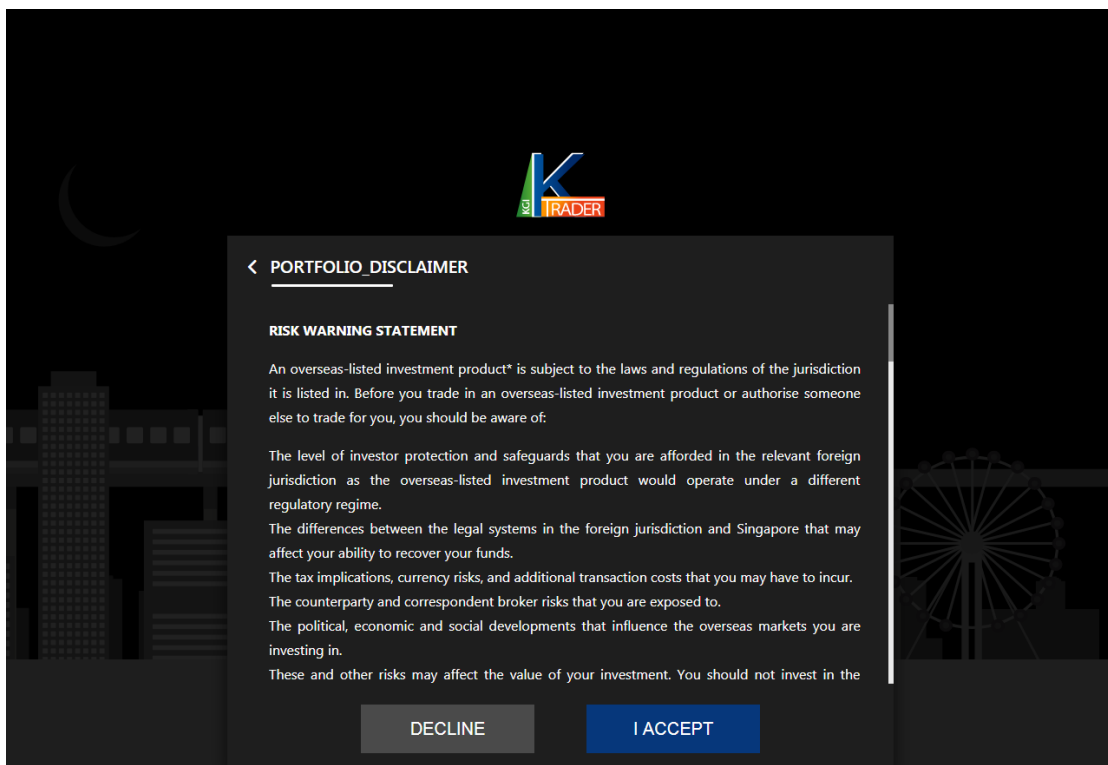 KGI
K
TRADER
PORTFOLIO_DISCLAIMER
RISK WARNING STATEMENT
An overseas-listed investment product* is subject to the laws and regulations of the jurisdiction
it is listed in. Before you trade in an overseas-listed investment product or authorise someone
else to trade for you, you should be aware of:
The level of investor protection and safeguards that you are afforded in the relevant foreign
jurisdiction as the overseas-listed investment product would operate under a different
regulatory regime.
The differences between the legal systems in the foreign jurisdiction and Singapore that may
affect your ability to recover your funds.
The tax implications, currency risks, and additional transaction costs that you may have to incur.
The counterparty and correspondent broker risks that you are exposed to.
The political, economic and social developments that influence the overseas markets you are
investing in.
These and other risks may affect the value of your investment. You should not invest in the
DECLINE
I ACCEPT